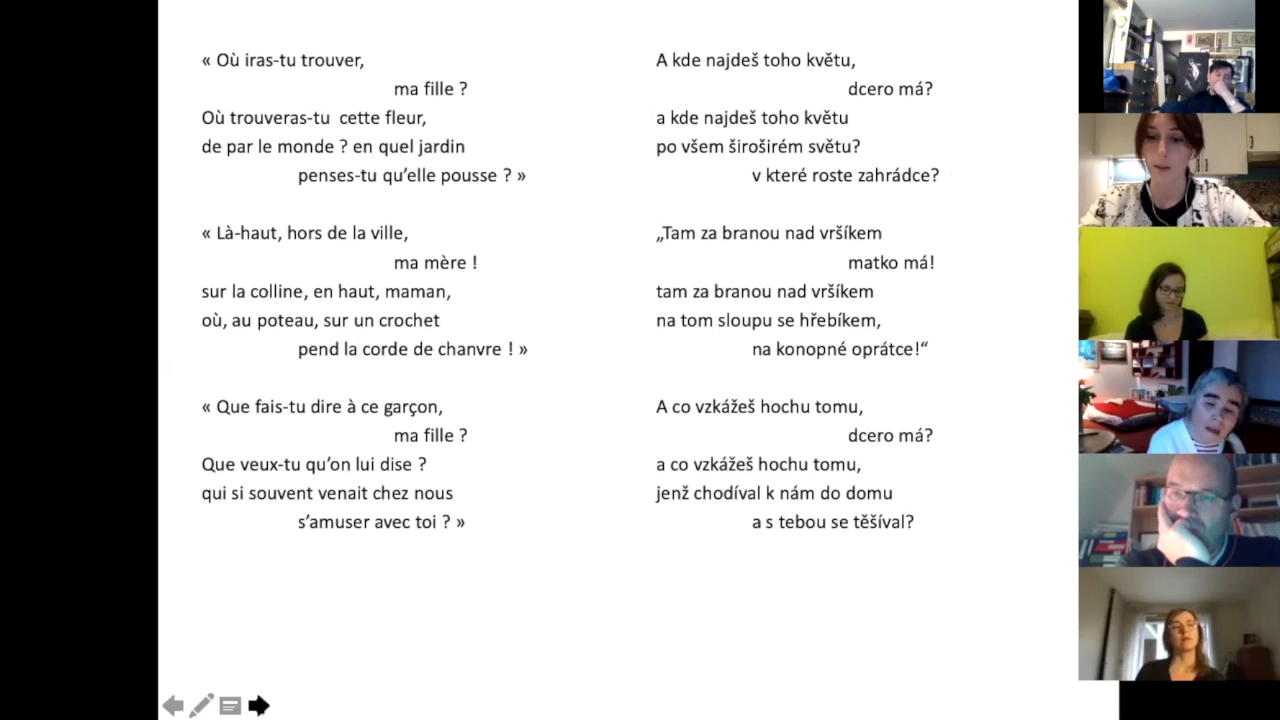 « Où iras-tu trouver,
ma fille ?
Où trouveras-tu cette fleur,
de par le monde ? en quel jardin
penses-tu qu’elle pousse ? »
« Là-haut, hors de la ville,
ma mère !
sur la colline, en haut, maman,
où, au poteau, sur un crochet
pend la corde de chanvre ! »
« Que fais-tu dire à ce garçon,
ma fille ?
Que veux-tu qu’on lui dise ?
qui si souvent venait chez nous
s’amuser avec toi ? »
A kde najdeš toho květu,
dcero má?
a kde najdeš toho květu
po všem široširém světu?
v které roste zahrádce?
„Tam za branou nad vršíkem
matko má!
tam za branou nad vršíkem
na tom sloupu se hřebíkem,
na konopné oprátce!“
A co vzkážeš hochu tomu,
dcero má?
a co vzkážeš hochu tomu,
jenž chodíval k nám do domu
a s tebou se těšíval?